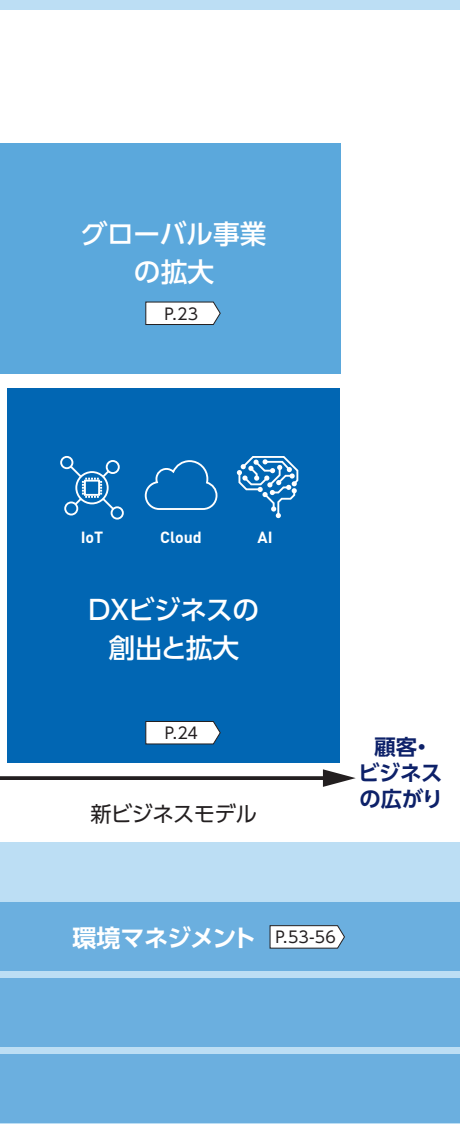 グローバル事業
の拡大
P.23
IoT
Cloud
AI
DXビジネスの
創出と拡大
P.24
顧客・
ビジネス
の広がり
新ビジネスモデル
環境マネジメント P.53-56